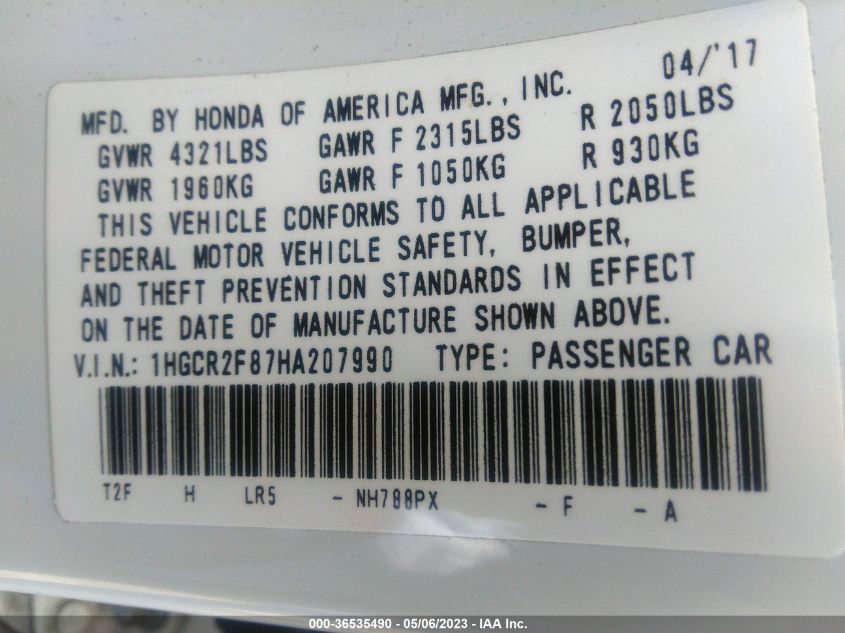 04/'17
MFD. BY HONDA OF AMERICA MFG., INC.
GVWR 4321LBS GAWR F 2315LBS R 2050LBS
GVWR 1960KG GAWR F 1050KG R 930KG
THIS VEHICLE CONFORMS TO ALL APPLICABLE
FEDERAL MOTOR VEHICLE SAFETY, BUMPER,
AND THEFT PREVENTION STANDARDS IN EFFECT
ON THE DATE OF MANUFACTURE SHOWN ABOVE.
V.I.N.: 1HGCR2F87HA207990 TYPE: PASSENGER CAR
T2F H LR5 - NH788PX - F - A
000-36535490 - 05/06/2023 - IAA Inc.